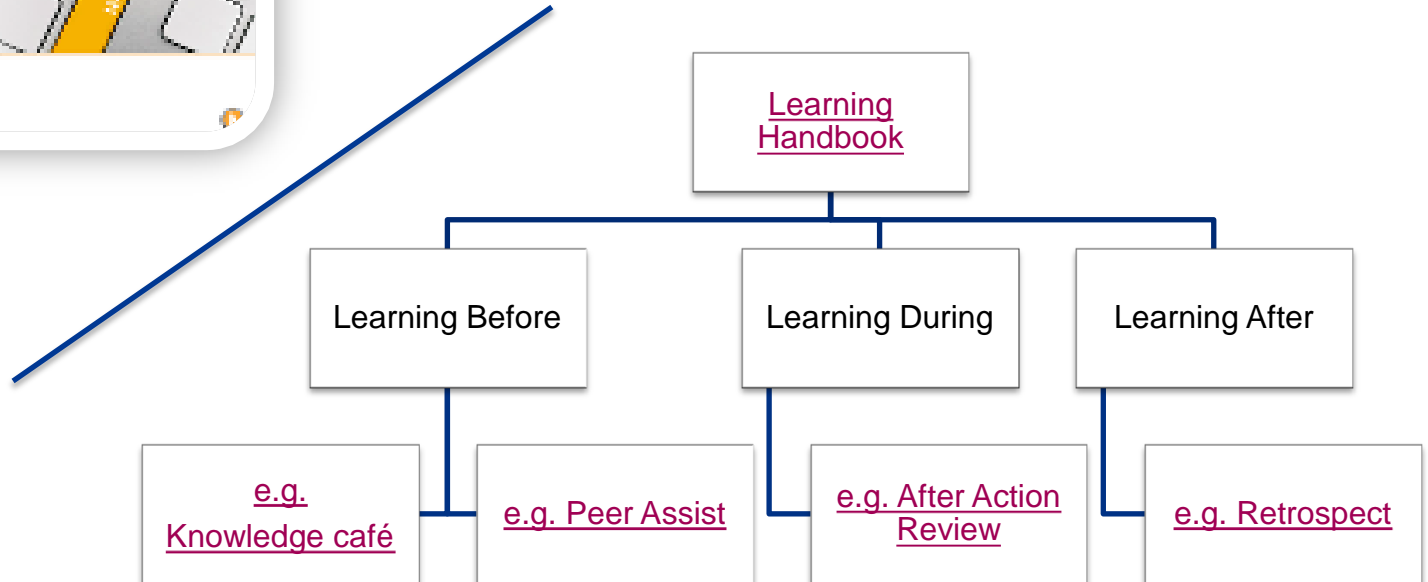 Learning
Handbook
Learning Before
Learning During
Learning After
e.g.
Knowledge café
e.g. Peer Assist
e.g. After Action
Review
e.g. Retrospect